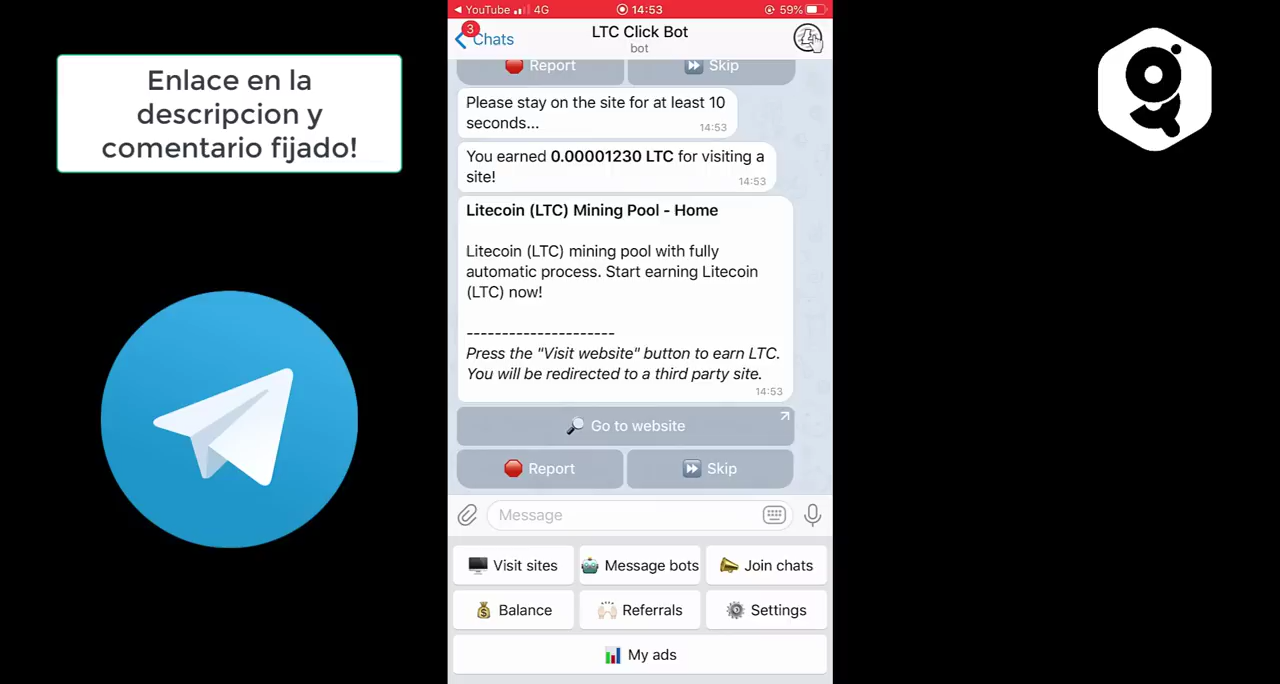 Enlace en la
descripcion y
comentario fijado!
YouTube 4G 14:53 59%
3
Chats
LTC Click Bot
bot
Report Skip
Please stay on the site for at least 10
seconds...
14:53
You earned 0.00001230 LTC for visiting a
site!
14:53
Litecoin (LTC) Mining Pool - Home
Litecoin (LTC) mining pool with fully
automatic process. Start earning Litecoin
(LTC) now!
---------------------
Press the "Visit website" button to earn LTC.
You will be redirected to a third party site.
14:53
Go to website
Report Skip
Message
Visit sites Message bots Join chats
Balance Referrals Settings
My ads